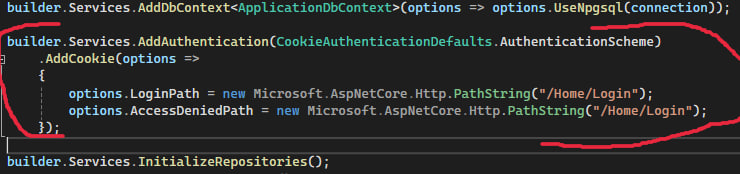 builder.Services.AddDbContext<ApplicationDbContext>(options => options.UseNpgsql(connection));
builder.Services.AddAuthentication(CookieAuthenticationDefaults.AuthenticationScheme)
.AddCookie(options =>
{
options.LoginPath = new Microsoft.AspNetCore.Http.PathString("/Home/Login");
options.AccessDeniedPath = new Microsoft.AspNetCore.Http.PathString("/Home/Login");
});
builder.Services.InitializeRepositories();